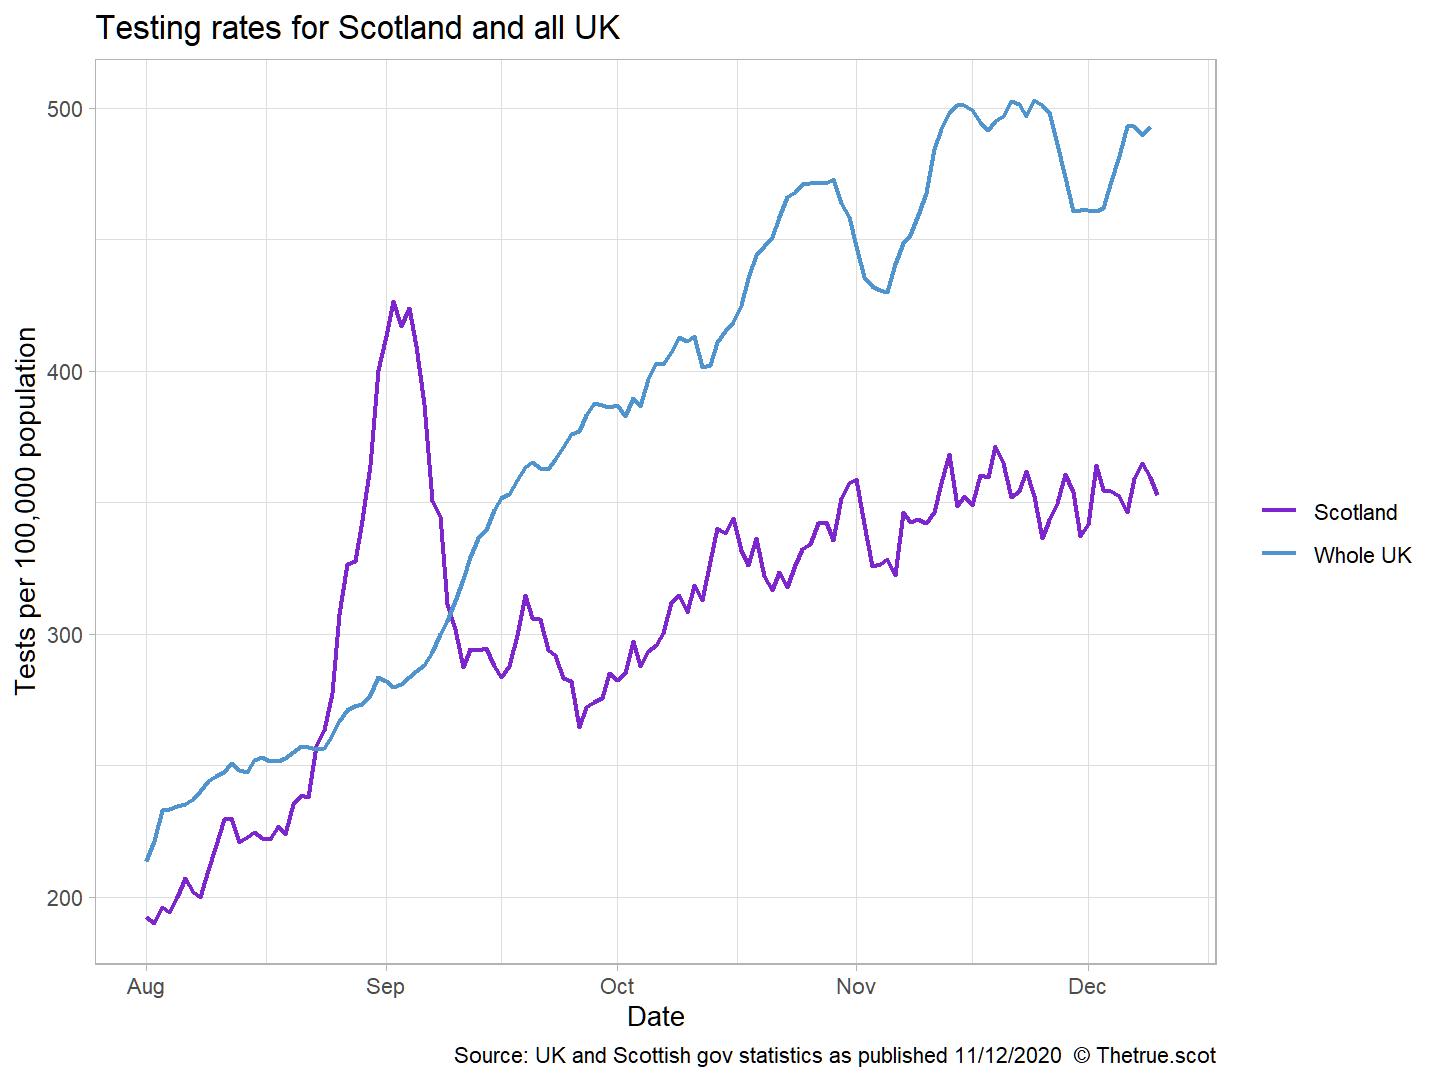 Testing rates for Scotland and all UK
Tests per 100,000 population
500
400
300
200
Aug Sep Oct Nov Dec
Date
Scotland
Whole UK
Source: UK and Scottish gov statistics as published 11/12/2020 © Thetrue.scot